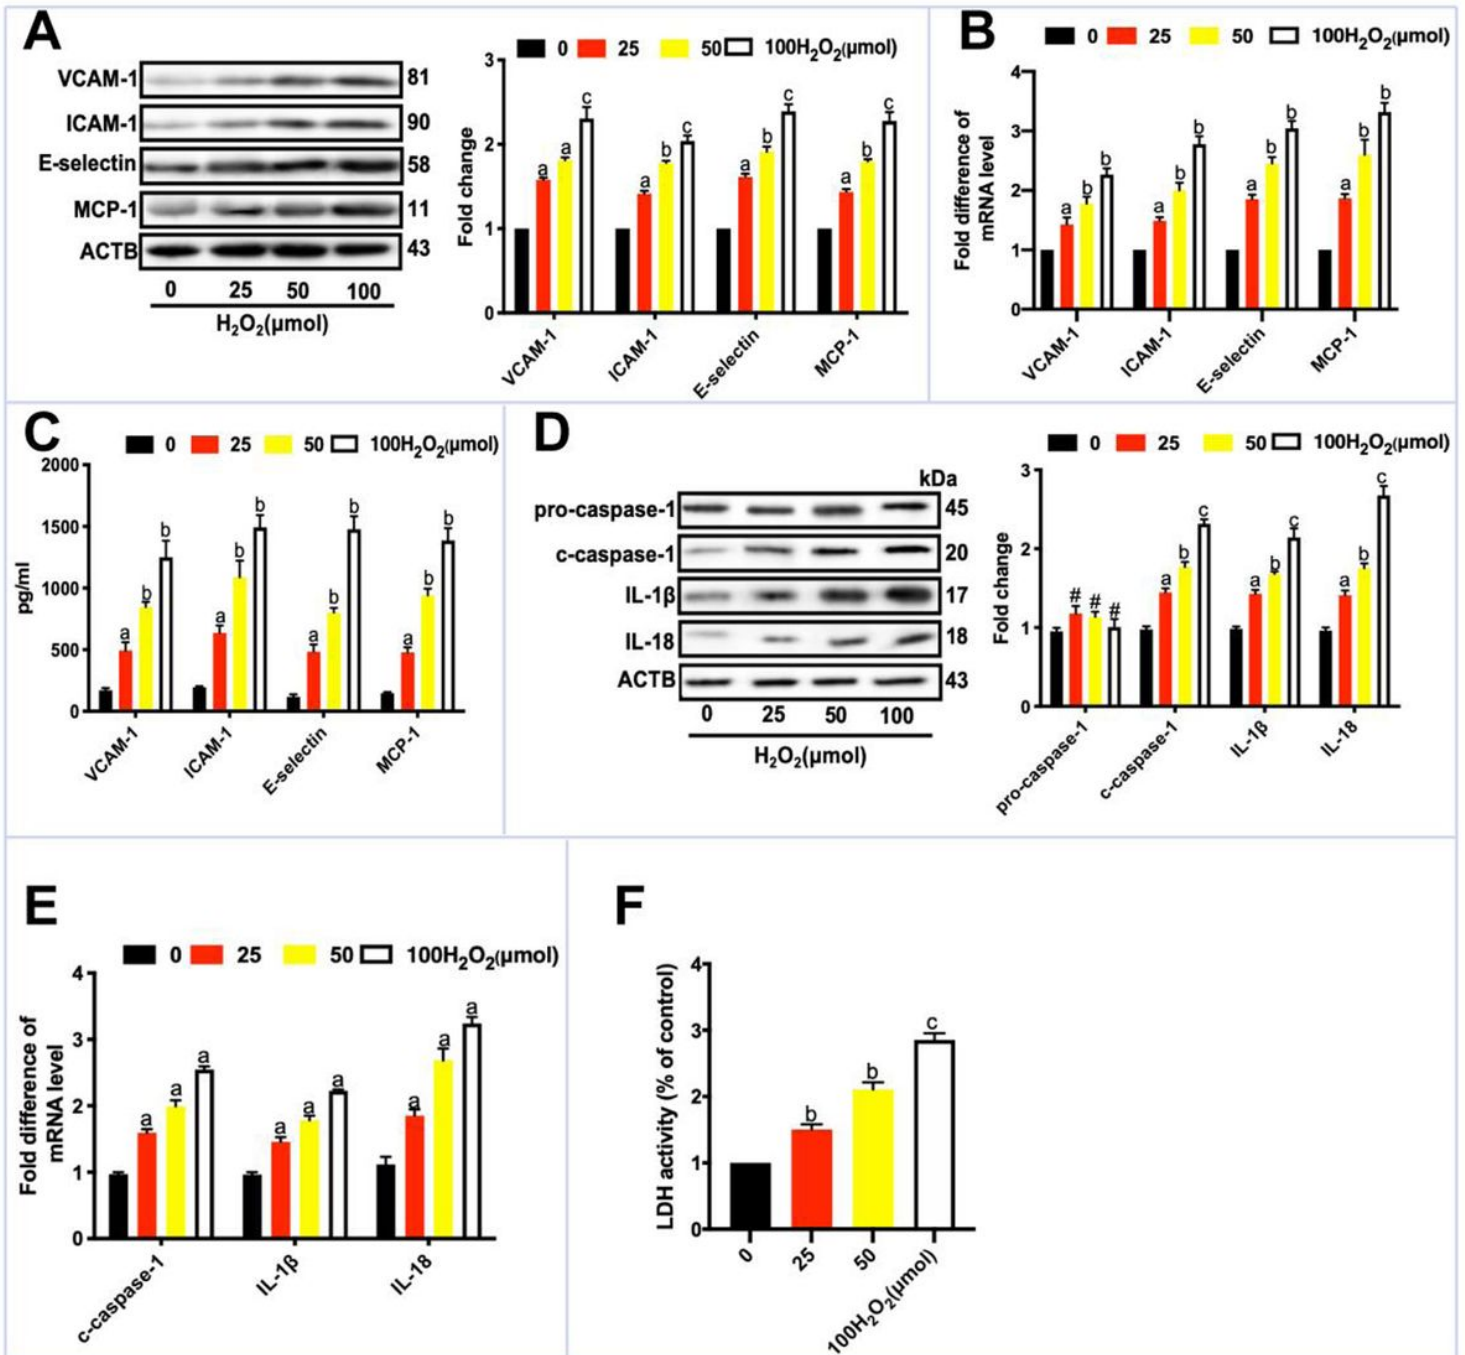 A
VCAM-1 81
ICAM-1 90
E-selectin 58
MCP-1 11
ACTB 43
0 25 50 100
H2O2(μmol)
0 25 50 100H2O2(μmol)
Fold change
3
2
1
0
a a c
a b c
a b c
a b c
VCAM-1 ICAM-1 E-selectin MCP-1
B
0 25 50 100H2O2(μmol)
Fold difference of
mRNA level
4
3
2
1
0
a b b
a b b
a b b
a b b
VCAM-1 ICAM-1 E-selectin MCP-1
C
0 25 50 100H2O2(μmol)
pg/ml
2000
1500
1000
500
0
a b b
a b b
a b b
a b b
VCAM-1 ICAM-1 E-selectin MCP-1
D
kDa
pro-caspase-1 45
c-caspase-1 20
IL-1β 17
IL-18 18
ACTB 43
0 25 50 100
H2O2(μmol)
0 25 50 100H2O2(μmol)
Fold change
3
2
1
0
# # #
a b c
a b c
a b c
pro-caspase-1 c-caspase-1 IL-1β IL-18
E
0 25 50 100H2O2(μmol)
Fold difference of
mRNA level
4
3
2
1
0
a a a
a a a
a a a
c-caspase-1 IL-1β IL-18
F
LDH activity (% of control)
4
3
2
1
0
b b c
0 25 50 100H2O2(μmol)